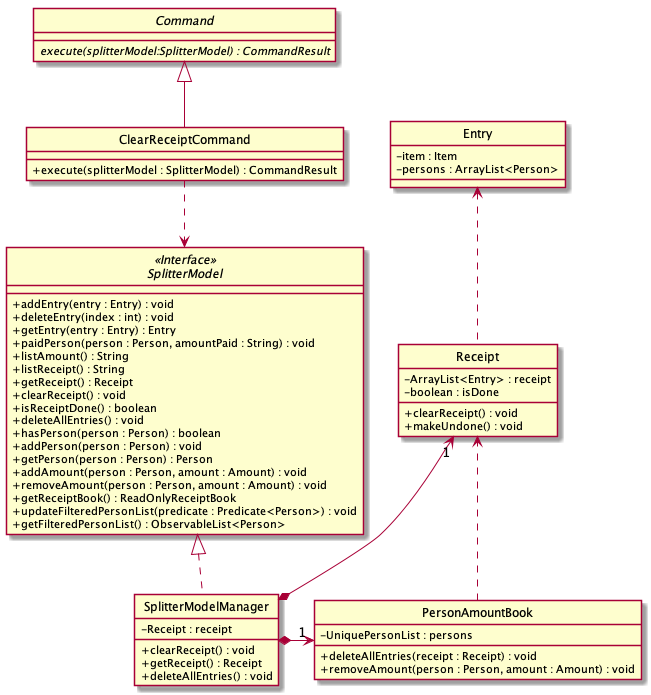 Command
execute(splitterModel:SplitterModel) : CommandResult
ClearReceiptCommand
+execute(splitterModel : SplitterModel) : CommandResult
Entry
-item : Item
-persons : ArrayList<Person>
«Interface»
SplitterModel
+addEntry(entry : Entry) : void
+deleteEntry(index : int) : void
+getEntry(entry : Entry) : Entry
+paidPerson(person : Person, amountPaid : String) : void
+listAmount() : String
+listReceipt() : String
+getReceipt() : Receipt
+clearReceipt() : void
+isReceiptDone() : boolean
+deleteAllEntries() : void
+hasPerson(person : Person) : boolean
+addPerson(person : Person) : void
+getPerson(person : Person) : Person
+addAmount(person : Person, amount : Amount) : void
+removeAmount(person : Person, amount : Amount) : void
+getReceiptBook() : ReadOnlyReceiptBook
+updateFilteredPersonList(predicate : Predicate<Person>) : void
+getFilteredPersonList() : ObservableList<Person>
Receipt
-ArrayList<Entry> : receipt
-boolean : isDone
+clearReceipt() : void
+makeUndone() : void
1
SplitterModelManager
-Receipt : receipt
+clearReceipt() : void
+getReceipt() : Receipt
+deleteAllEntries() : void
1
PersonAmountBook
-UniquePersonList : persons
+deleteAllEntries(receipt : Receipt) : void
+removeAmount(person : Person, amount : Amount) : void